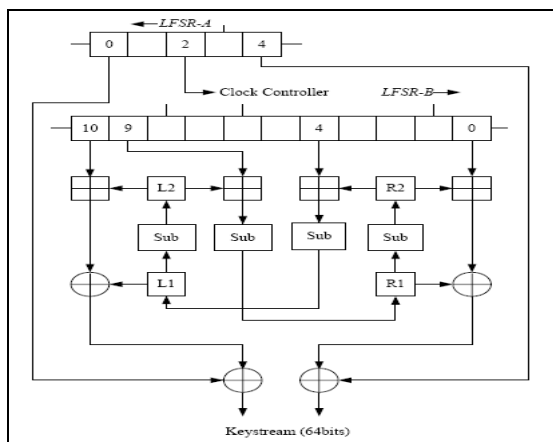 LFSR-A
0 2 4
Clock Controller LFSR-B
10 9 4 0
L2 R2
Sub Sub Sub Sub
L1 R1
Keystream (64bits)